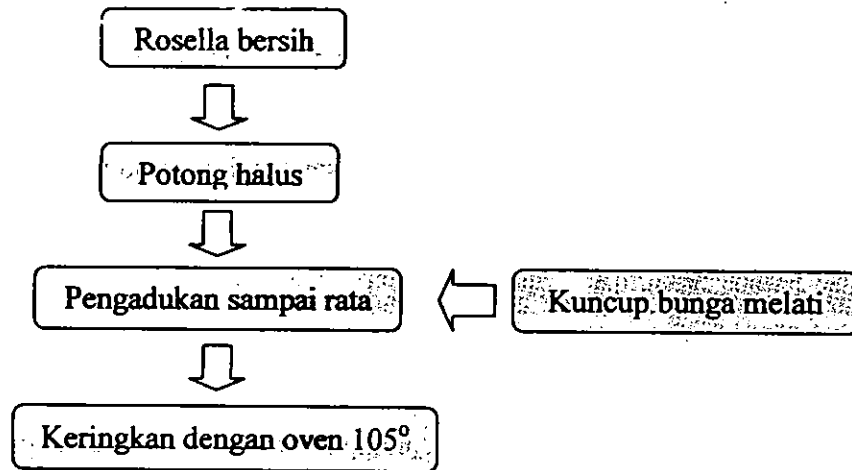 Rosella bersih
Potong halus
Pengadukan sampai rata
Kuncup bunga melati
Keringkan dengan oven 105°